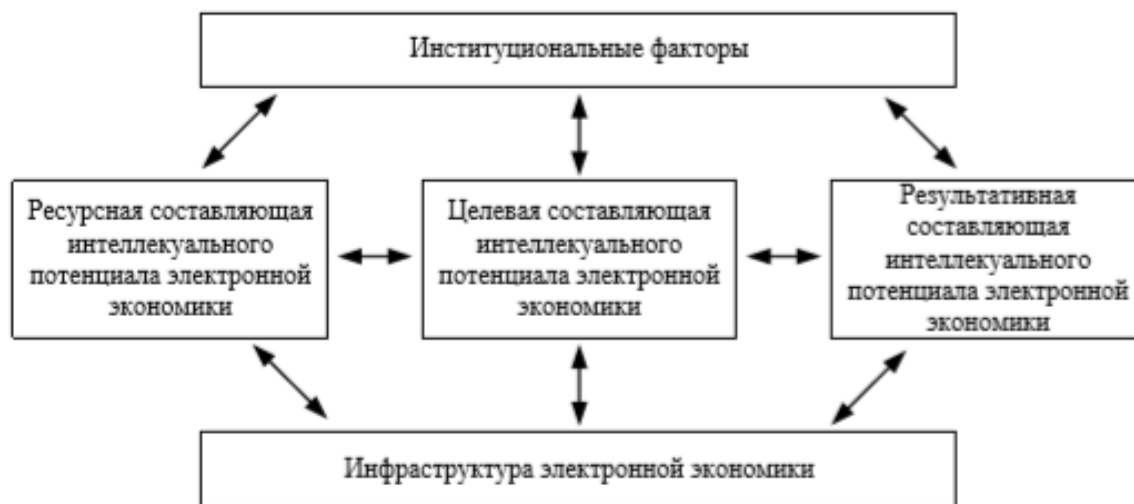 Институциональные факторы
Ресурсная составляющая
интеллекуального
потенциала электронной
экономики
Целевая составляющая
интеллекуального
потенциала электронной
экономики
Реzультативная
составляющая
интеллекуального
потенциала электронной
экономики
Инфраструктура электронной экономики